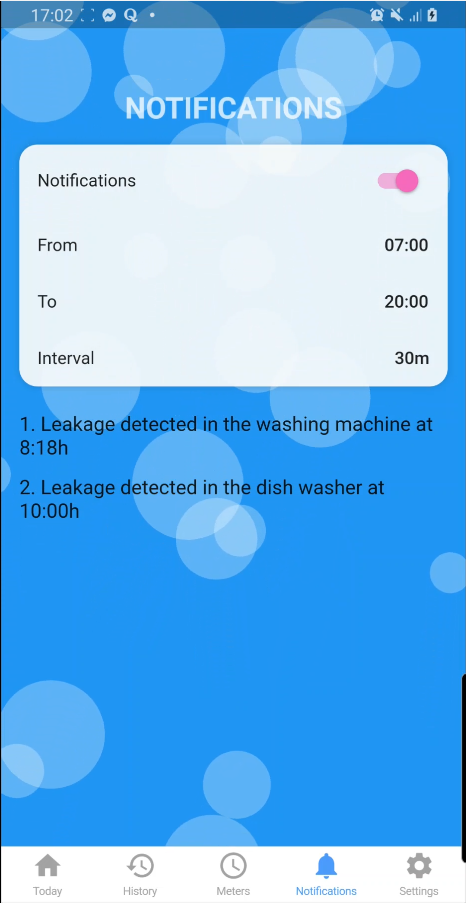 17:02
NOTIFICATIONS
Notifications
From 07:00
To 20:00
Interval 30m
1. Leakage detected in the washing machine at
8:18h
2. Leakage detected in the dish washer at
10:00h
Today History Meters Notifications Settings